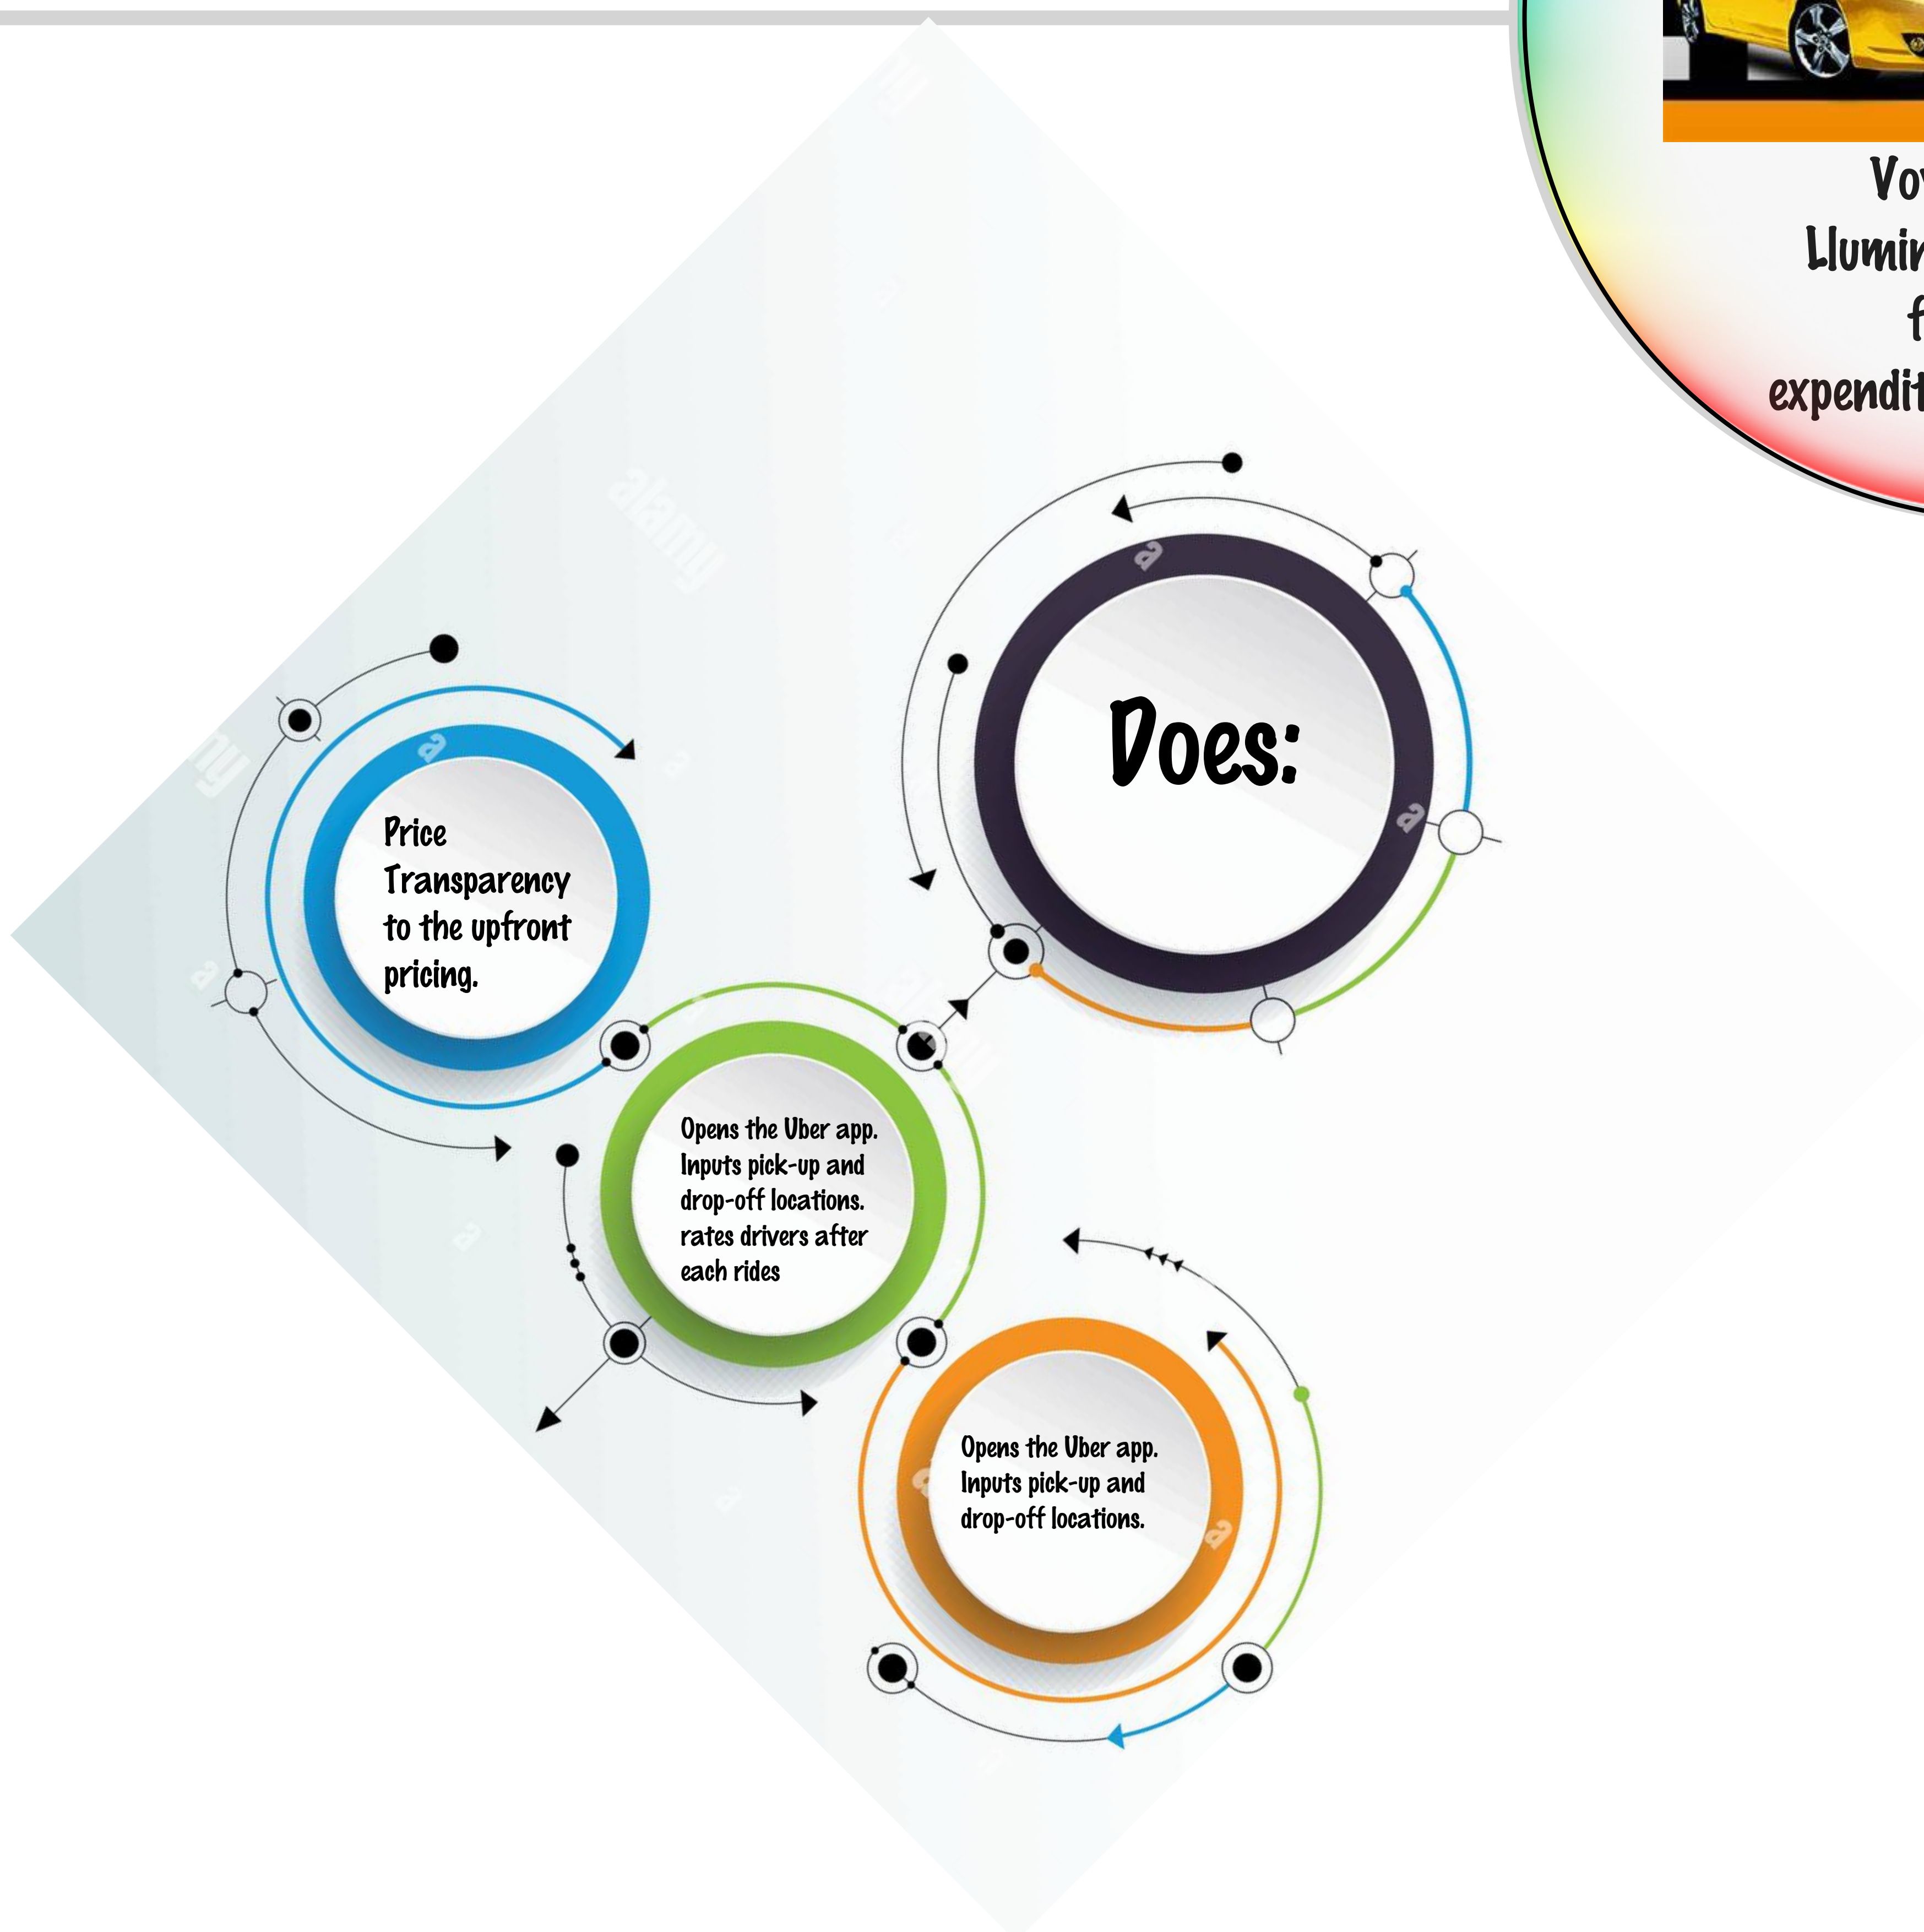 Does:
Price
Transparency
to the upfront
pricing.
Opens the Uber app.
Inputs pick-up and
drop-off locations.
rates drivers after
each rides
Opens the Uber app.
Inputs pick-up and
drop-off locations.
alamy